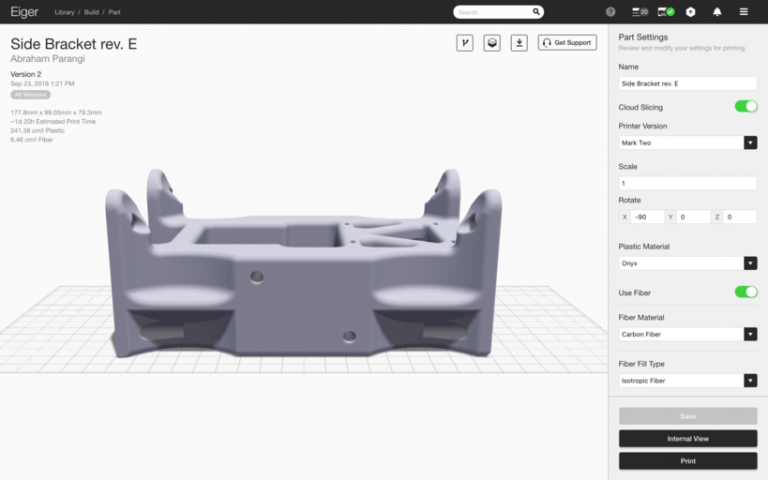 Eiger
Library / Build / Part
Search
?
20
Side Bracket rev. E
Abraham Parangi
Version 2
Sep 23, 2016 1:21 PM
All Versions
177.8mm x 99.05mm x 79.3mm
~1d 20h Estimated Print Time
241.38 cm³ Plastic
6.46 cm³ Fiber
Get Support
Part Settings
Review and modify your settings for printing.
Name
Side Bracket rev. E
Cloud Slicing
Printer Version
Mark Two
Scale
1
Rotate
X -90 Y 0 Z 0
Plastic Material
Onyx
Use Fiber
Fiber Material
Carbon Fiber
Fiber Fill Type
Isotropic Fiber
Save
Internal View
Print